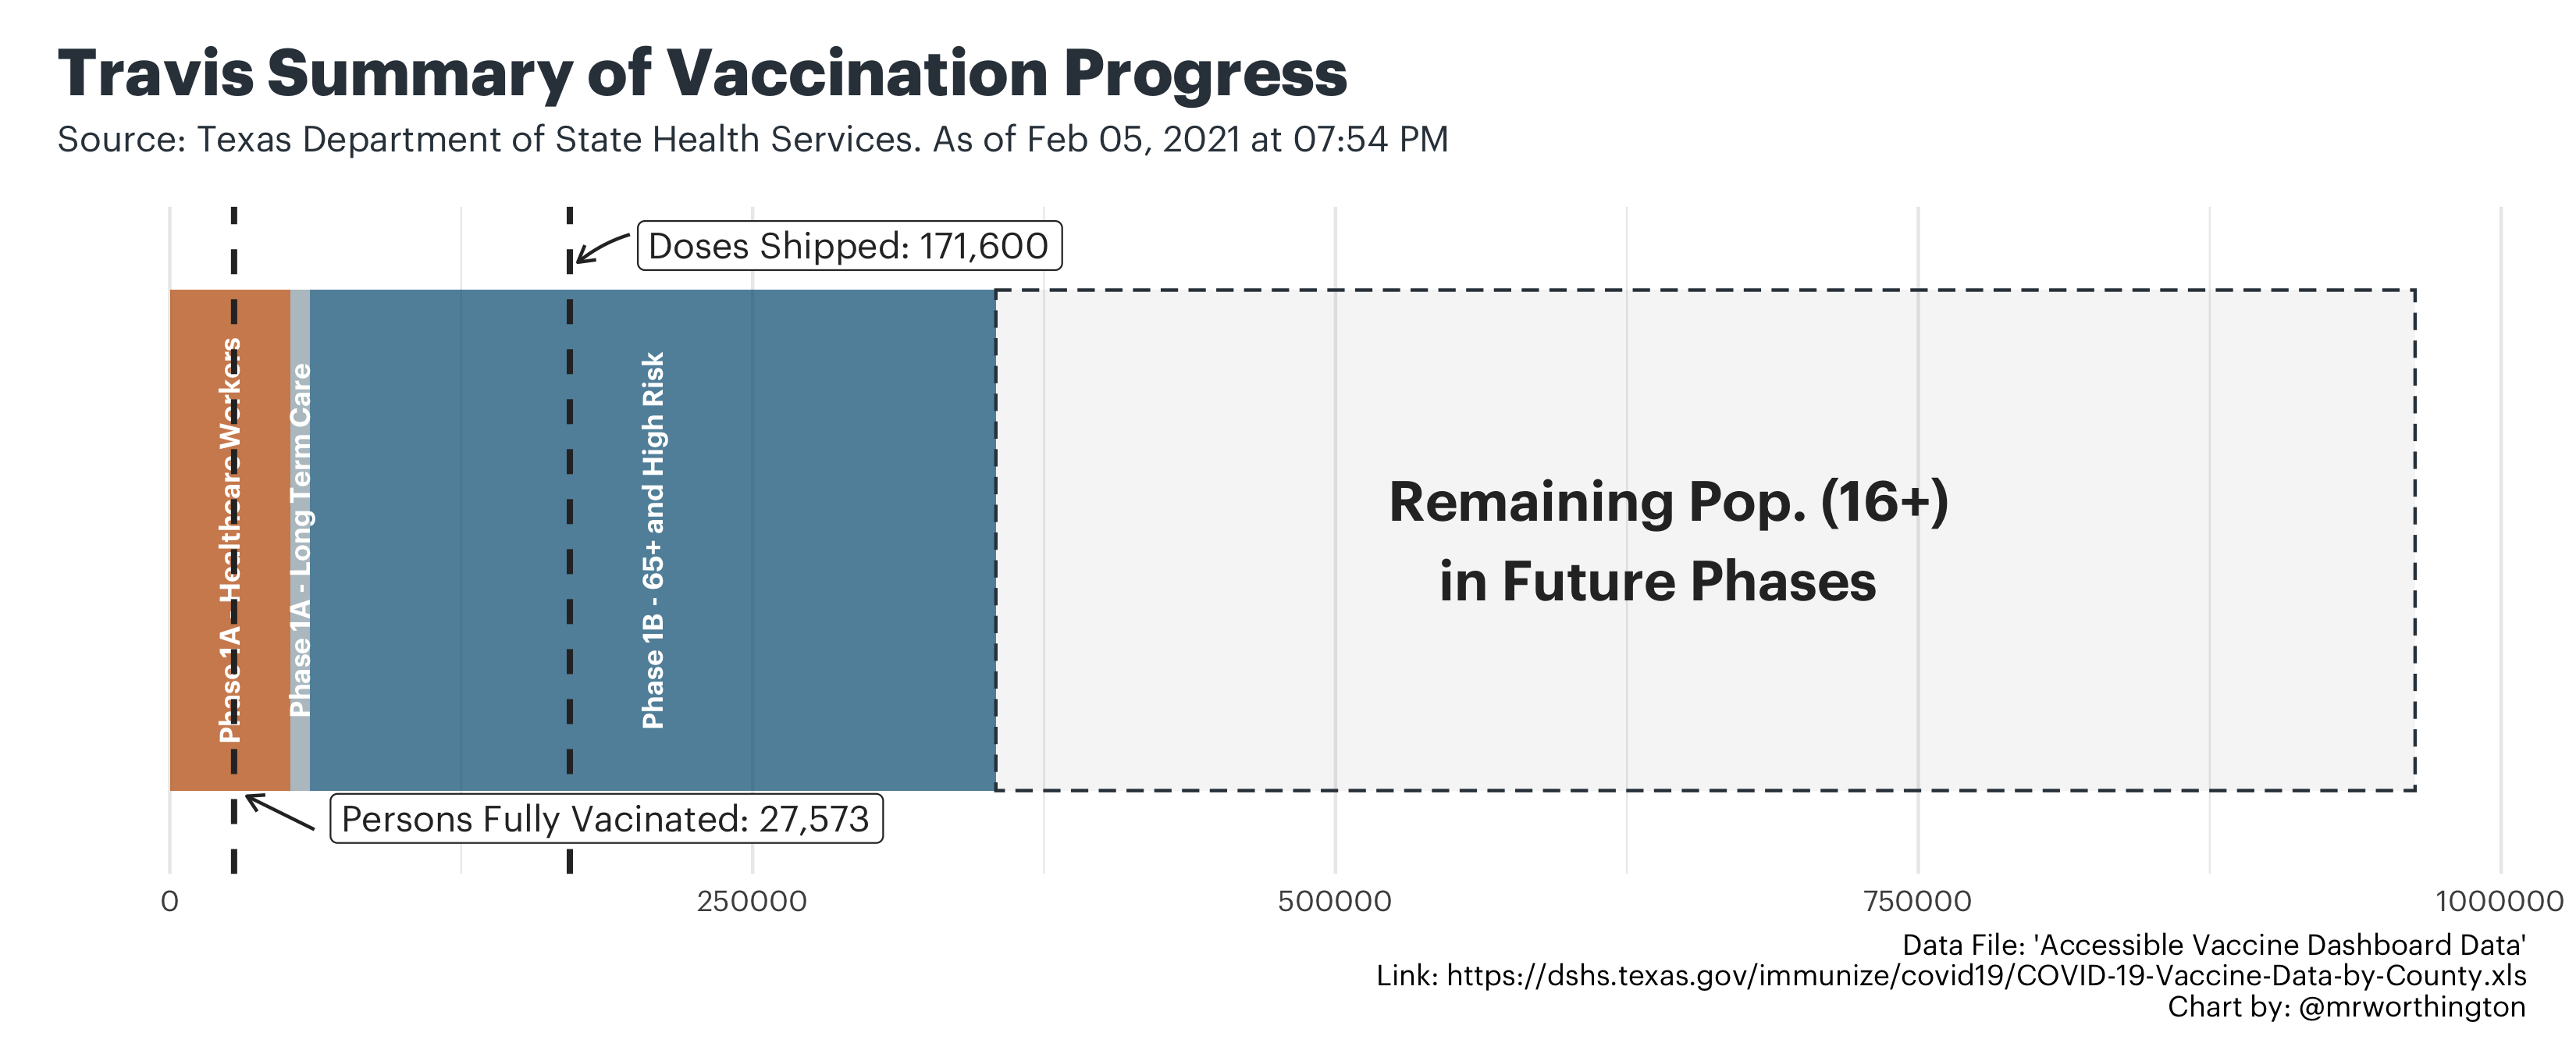 Travis Summary of Vaccination Progress
Source: Texas Department of State Health Services. As of Feb 05, 2021 at 07:54 PM
Doses Shipped: 171,600
Phase 1A - Healthcare Workers
Phase 1A - Long Term Care
Phase 1B - 65+ and High Risk
Remaining Pop. (16+)
in Future Phases
Persons Fully Vacinated: 27,573
0
250000
500000
750000
1000000
Data File: 'Accessible Vaccine Dashboard Data'
Link: https://dshs.texas.gov/immunize/covid19/COVID-19-Vaccine-Data-by-County.xls
Chart by: @mrworthington